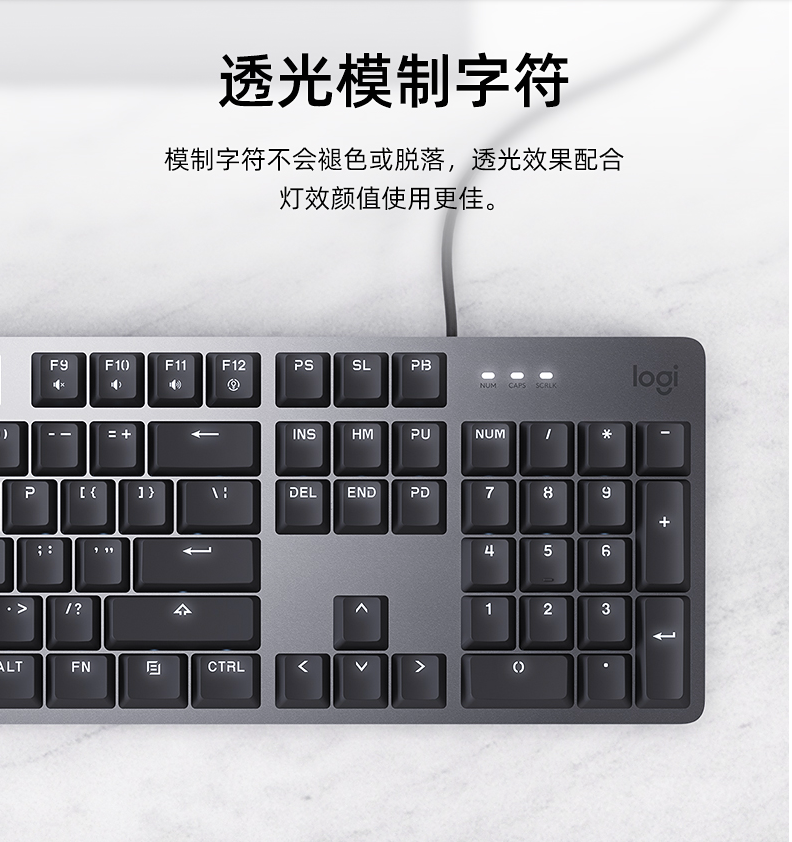 透光模制字符
模制字符不会褪色或脱落，透光效果配合
灯效颜值使用更佳。
F9 F10 F11 F12 PS SL PB
NUM CAPS SCRLK
logi
) - - = + INS HM PU NUM / * -
P [ { ] } \ ¦ DEL END PD 7 8 9 +
; : ' " 4 5 6
. > / ? ^ 1 2 3
ALT FN CTRL < v > 0 .